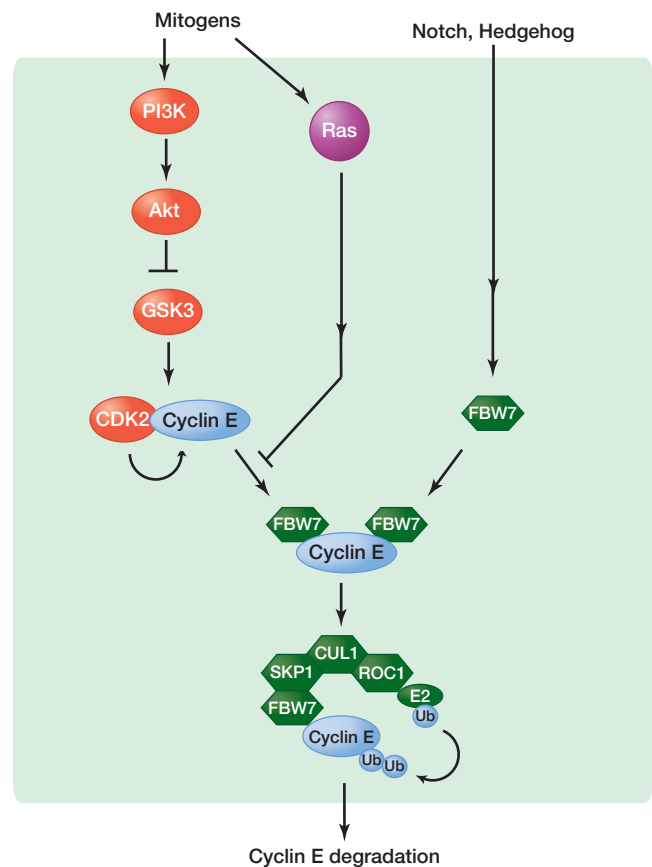 Mitogens
Notch, Hedgehog
PI3K
Ras
Akt
GSK3
CDK2
Cyclin E
FBW7
FBW7
FBW7
Cyclin E
CUL1
SKP1
ROC1
E2
FBW7
Ub
Cyclin E
Ub
Ub
Cyclin E degradation